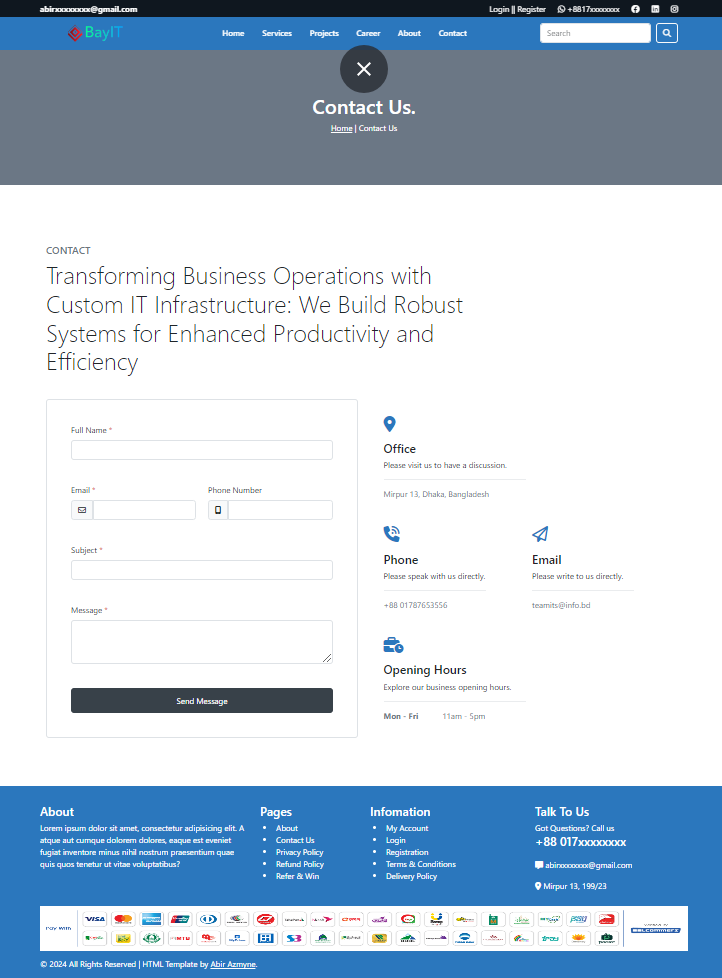 abirxxxxxxxx@gmail.com
Login || Register
+8817xxxxxxxx
BayIT
Home Services Projects Career About Contact
Search
Contact Us.
Home | Contact Us
CONTACT
Transforming Business Operations with
Custom IT Infrastructure: We Build Robust
Systems for Enhanced Productivity and
Efficiency
Full Name *
Email *
Phone Number
Subject *
Message *
Send Message
Office
Please visit us to have a discussion.
Mirpur 13, Dhaka, Bangladesh
Phone
Please speak with us directly.
+88 01787653556
Email
Please write to us directly.
teamits@info.bd
Opening Hours
Explore our business opening hours.
Mon - Fri 11am - 5pm
About
Lorem ipsum dolor sit amet, consectetur adipisicing elit. A
atque aut cumque dolorem dolores, eaque est eveniet
fugiat inventore minus nihil nostrum praesentium quae
quis quos tenetur ut vitae voluptatibus?
Pages
About
Contact Us
Privacy Policy
Refund Policy
Refer & Win
Infomation
My Account
Login
Registration
Terms & Conditions
Delivery Policy
Talk To Us
Got Questions? Call us
+88 017xxxxxxxx
abirxxxxxxx@gmail.com
Mirpur 13, 199/23
Pay With
VISA
© 2024 All Rights Reserved | HTML Template by Abir Azmyne.